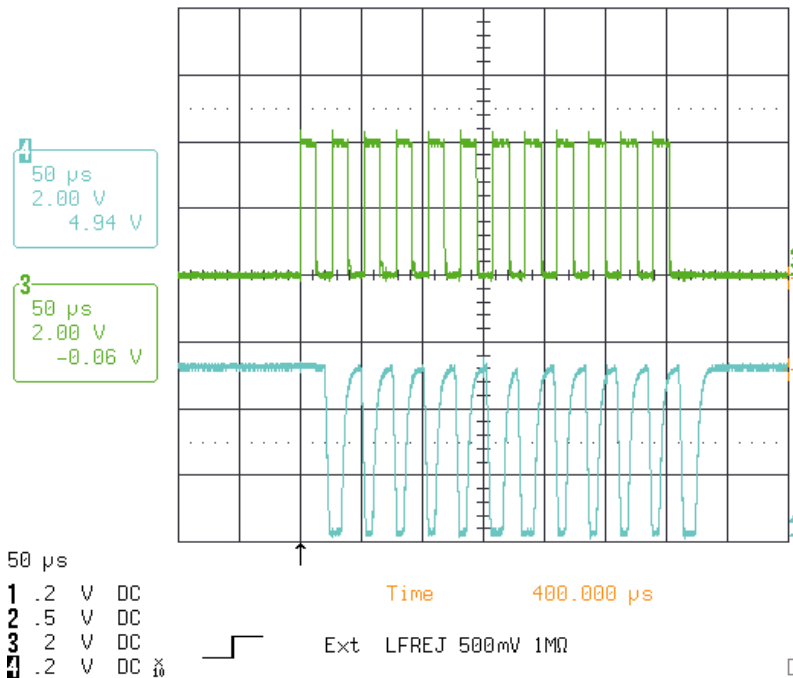 4
50 µs
2.00 V
4.94 V
3
50 µs
2.00 V
-0.06 V
50 µs
1 .2 V DC
2 .5 V DC
3 2 V DC
4 .2 V DC X10
Time 400.000 µs
Ext LFREJ 500mV 1MΩ